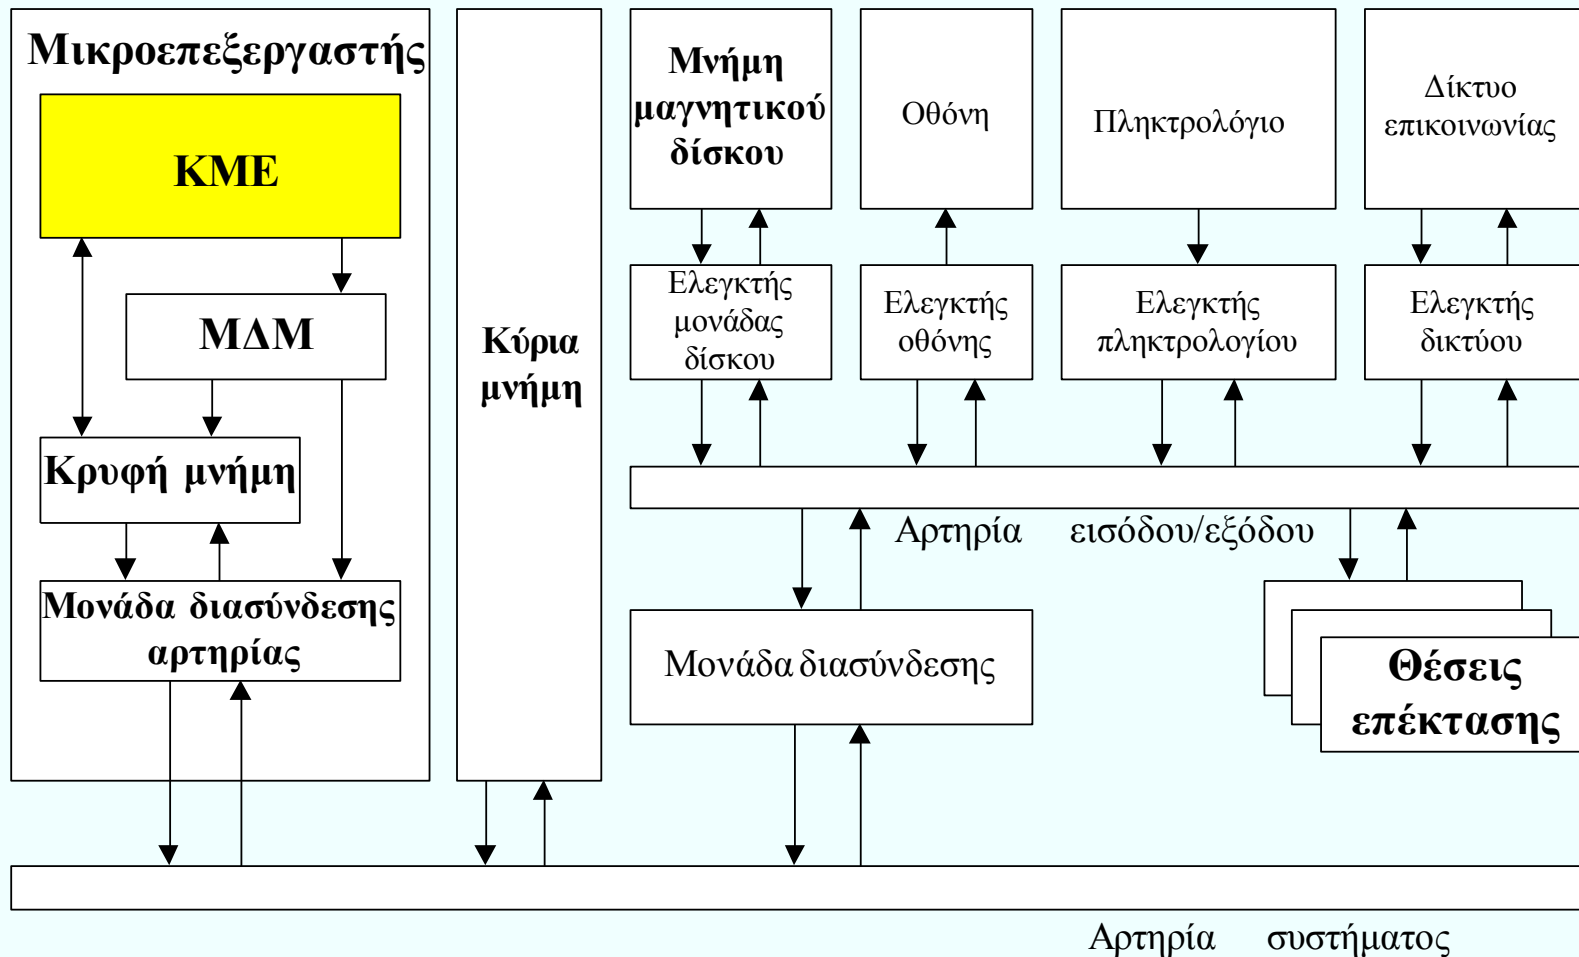 Μικροεπεξεργαστής
ΚΜΕ
ΜΔΜ
Κρυφή μνήμη
Μονάδα διασύνδεσης
αρτηρίας
Κύρια
μνήμη
Μνήμη
μαγνητικού
δίσκου
Οθόνη
Πληκτρολόγιο
Δίκτυο
επικοινωνίας
Ελεγκτής
μονάδας
δίσκου
Ελεγκτής
οθόνης
Ελεγκτής
πληκτρολογίου
Ελεγκτής
δικτύου
Αρτηρία εισόδου/εξόδου
Μονάδα διασύνδεσης
Θέσεις
επέκτασης
Αρτηρία συστήματος